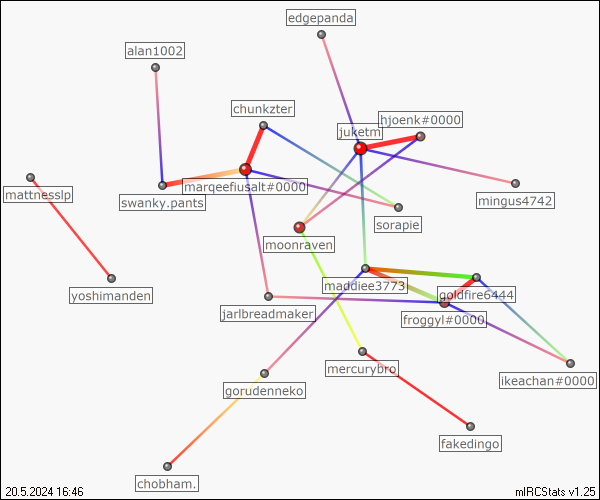 edgepanda
alan1002
chunkzter
hjoenk#0000
juketm
marqeefiusalt#0000
mattnesslp
swanky.pants
mingus4742
sorapie
moonraven
maddiee3773
goldfire6444
yoshimanden
jarlbreadmaker
froggyl#0000
mercurybro
ikeachan#0000
gorudenneko
fakedingo
chobham.
20.5.2024 16:46
mIRCStats v1.25